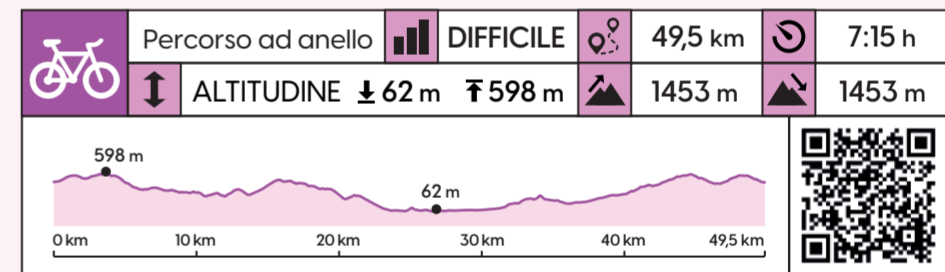 Percorso ad anello DIFFICILE 49,5 km 7:15 h
ALTITUDINE 62 m 598 m 1453 m 1453 m
598 m
62 m
0 km 10 km 20 km 30 km 40 km 49,5 km